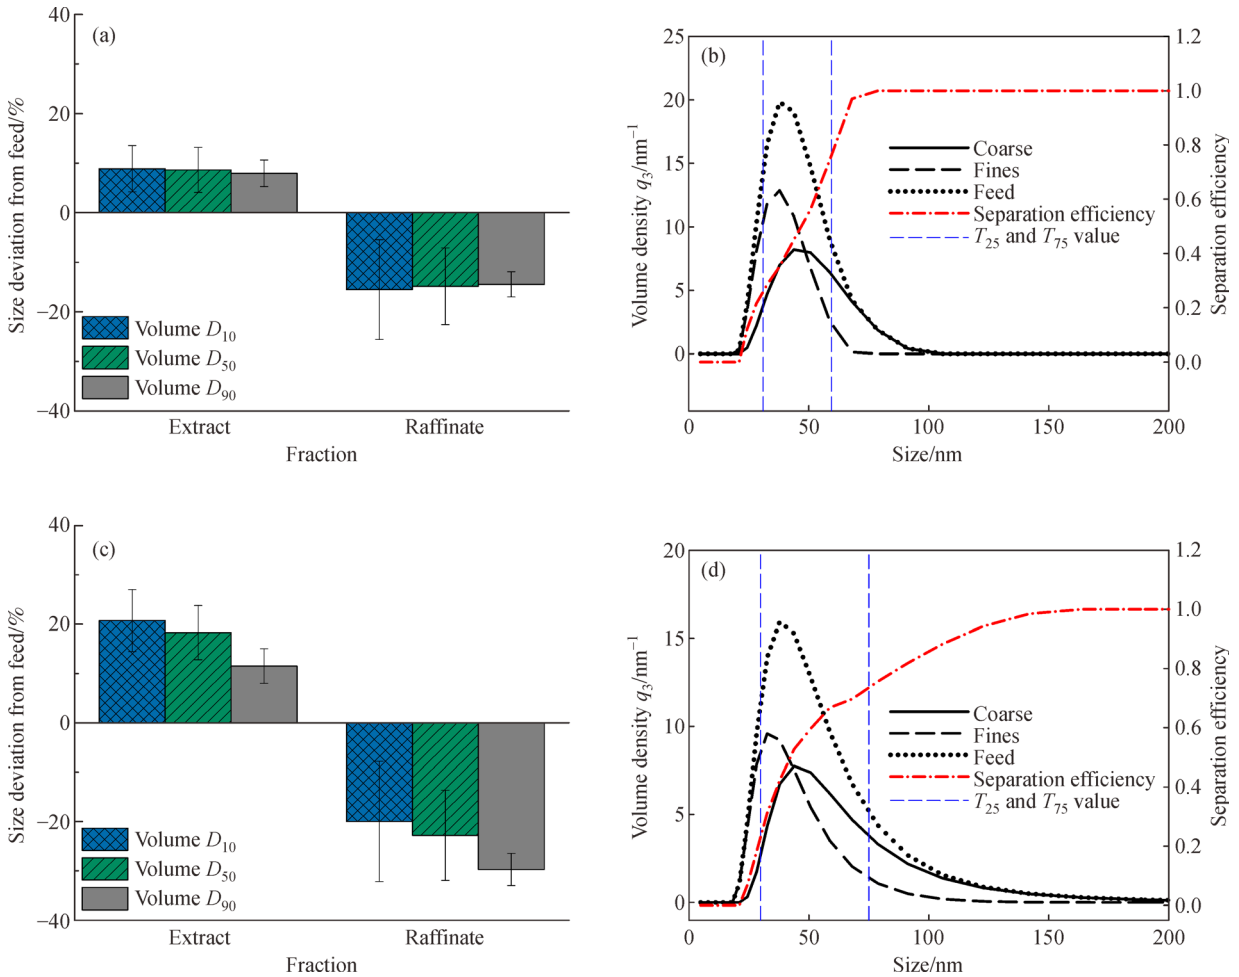 (a)
40
20
0
−20
−40
Size deviation from feed/%
Volume D10
Volume D50
Volume D90
Extract
Raffinate
Fraction
(b)
25
20
15
10
5
0
Volume density q3/nm−1
1.2
1.0
0.8
0.6
0.4
0.2
0.0
Separation efficiency
Coarse
Fines
Feed
Separation efficiency
T25 and T75 value
0
50
100
150
200
Size/nm
(c)
40
20
0
−20
−40
Size deviation from feed/%
Volume D10
Volume D50
Volume D90
Extract
Raffinate
Fraction
(d)
20
15
10
5
0
Volume density q3/nm−1
1.2
1.0
0.8
0.6
0.4
0.2
0.0
Separation efficiency
Coarse
Fines
Feed
Separation efficiency
T25 and T75 value
0
50
100
150
200
Size/nm